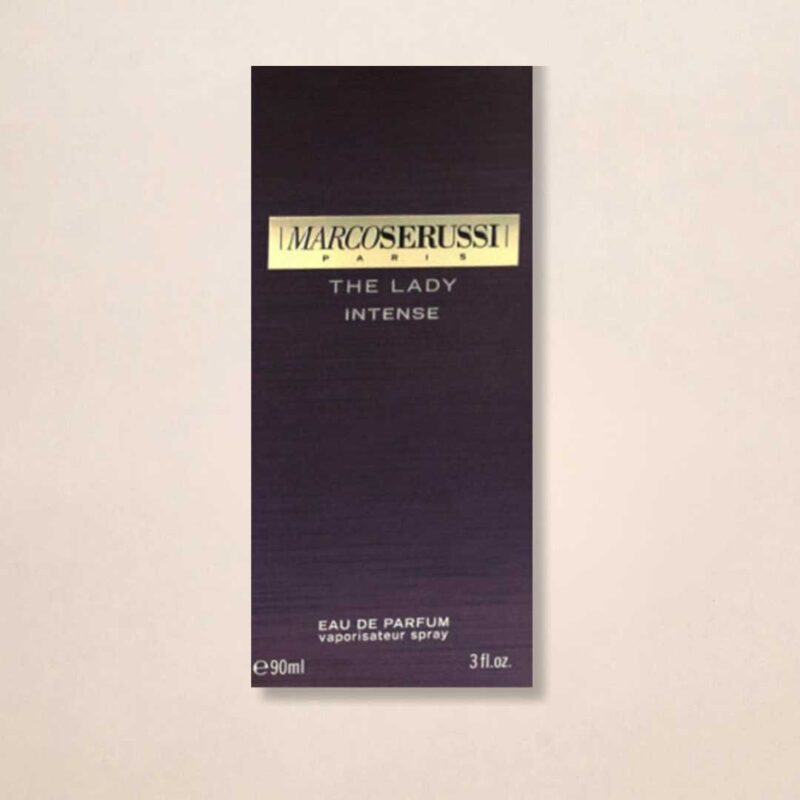 MARCOSERUSSI
PARIS
THE LADY
INTENSE
EAU DE PARFUM
vaporisateur spray
℮90ml 3 fl.oz.